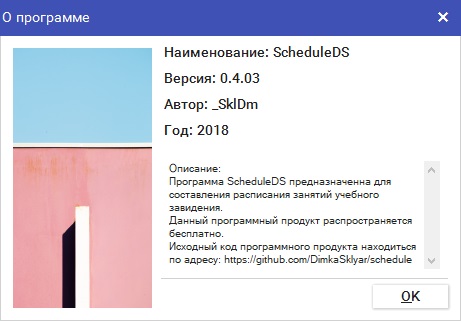 О программе
Наименование: ScheduleDS
Версия: 0.4.03
Автор: _SklDm
Год: 2018
Описание:
Программа ScheduleDS предназначенна для
составления расписания занятий учебного
завидения.
Данный программный продукт распространяется
бесплатно.
Исходный код программного продукта находиться
по адресу: https://github.com/DimkaSklyar/schedule
OK